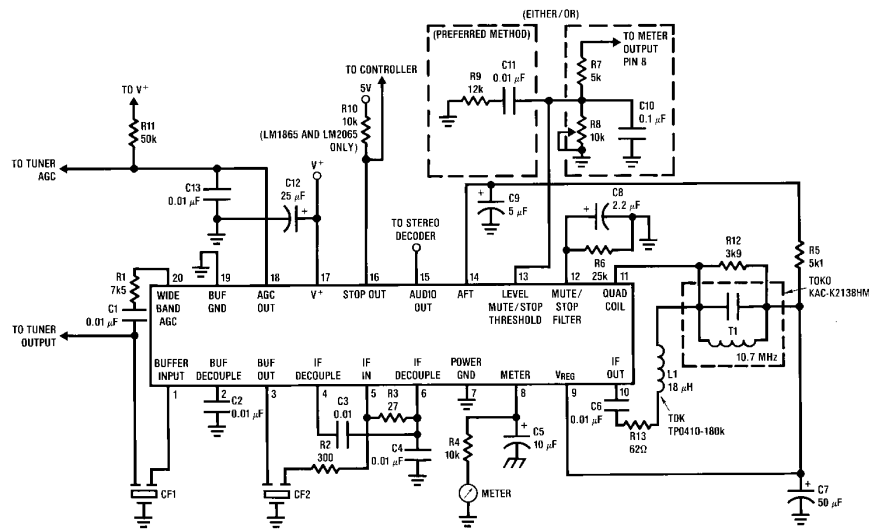 (EITHER/OR)
(PREFERRED METHOD)
TO METER
OUTPUT
PIN 8
C11
0.01 µF
R9
12k
R7
5k
R8
10k
C10
0.1 µF
TO CONTROLLER
5V
R10
10k
(LM1865 AND LM2065
ONLY)
TO V+
R11
50k
TO TUNER
AGC
C13
0.01 µF
C12
25 µF
+
V+
TO STEREO
DECODER
+
C9
5 µF
C8
2.2 µF
+
R6
25k
R12
3k9
R5
5k1
TOKO
KAC-K2138HM
T1
10.7 MHz
R1
7k5
C1
0.01 µF
TO TUNER
OUTPUT
20
WIDE
BAND
AGC
19
BUF
GND
18
AGC
OUT
17
V+
16
STOP OUT
15
AUDIO
OUT
14
AFT
13
LEVEL
MUTE/STOP
THRESHOLD
12
MUTE/
STOP
FILTER
11
QUAD
COIL
BUFFER
INPUT
1
BUF
DECOUPLE
2
BUF
OUT
3
IF
DECOUPLE
4
IF
IN
5
IF
DECOUPLE
6
POWER
GND
7
METER
8
VREG
9
IF
OUT
10
L1
18 µH
TDK
TP0410-180k
C2
0.01 µF
C3
0.01
R3
27
R2
300
C4
0.01 µF
R4
10k
+
C5
10 µF
C6
0.01 µF
R13
62Ω
+
C7
50 µF
CF1
CF2
METER